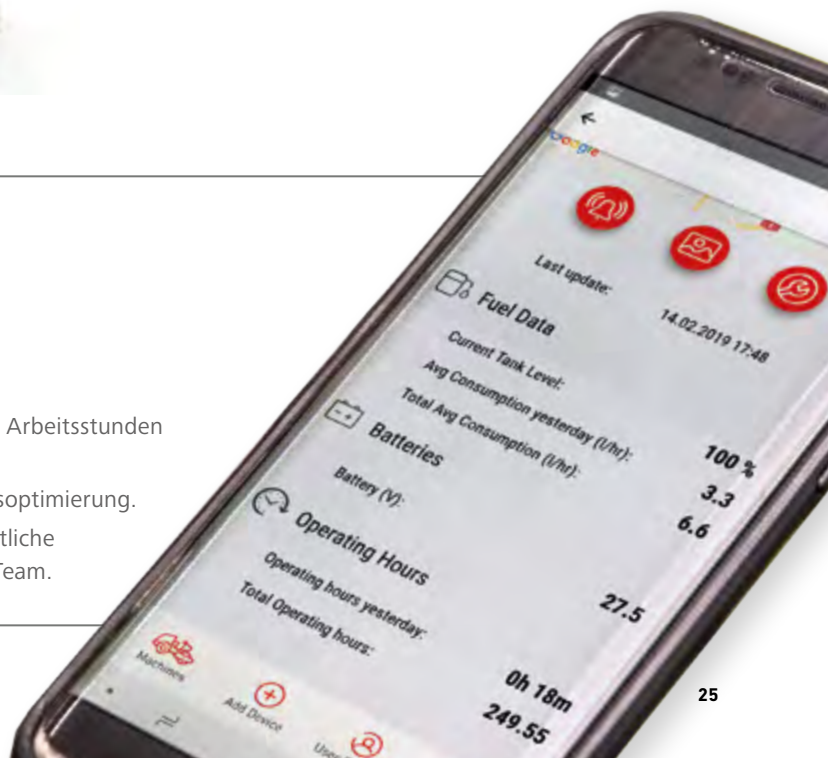 Google
Last update: 14.02.2019 17:48
Fuel Data
Current Tank Level: 100 %
Avg Consumption yesterday (l/hr): 3.3
Total Avg Consumption (l/hr): 6.6
Batteries
Battery (V): 27.5
Operating Hours
Operating hours yesterday: 0h 18m
Total Operating hours: 249.55
Machines
Add Device
User
Arbeitsstunden
soptimierung.
tliche
Team.
25